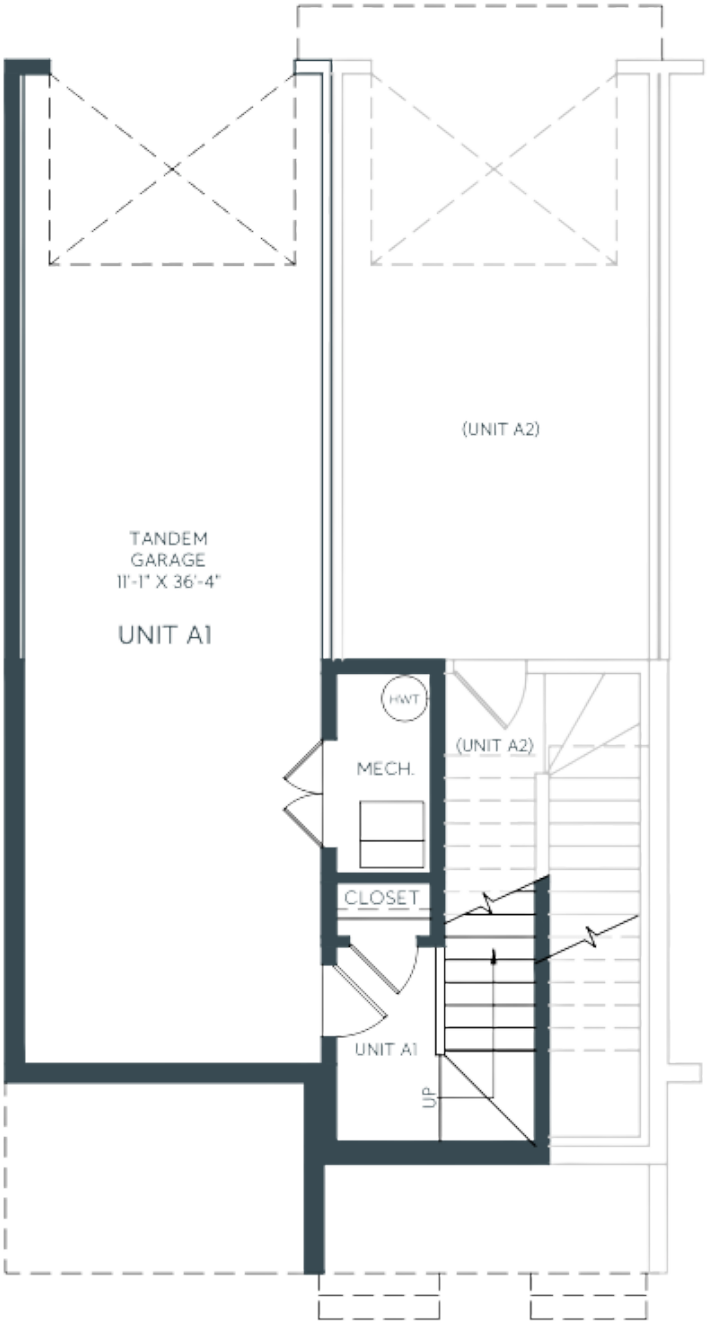 (UNIT A2)
TANDEM
GARAGE
11'-1" X 36'-4"
UNIT A1
HWT
(UNIT A2)
MECH.
CLOSET
UNIT A1
UP